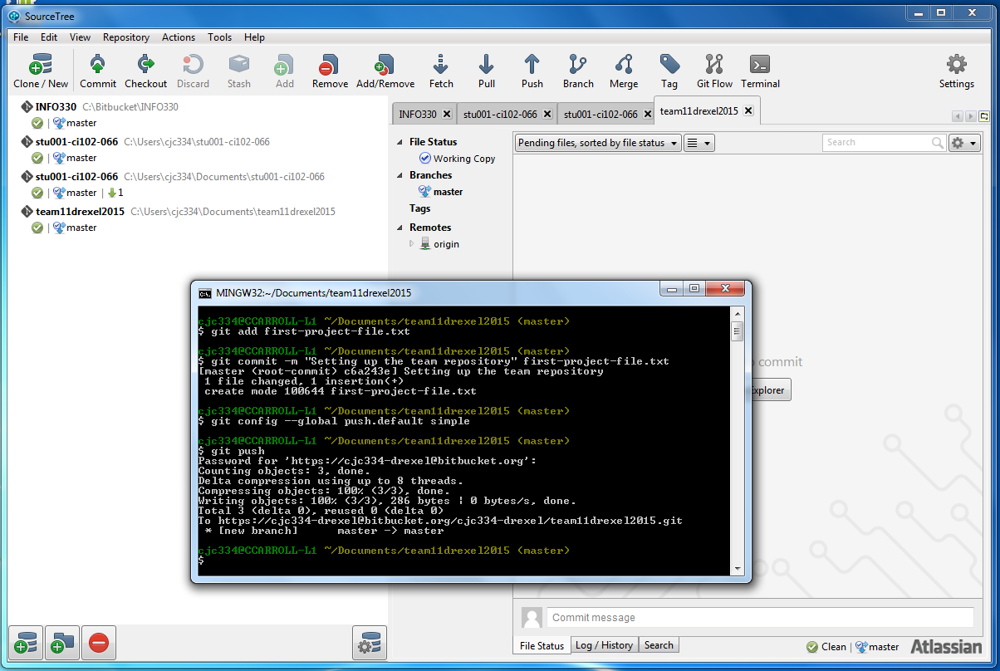 SourceTree
File Edit View Repository Actions Tools Help
Clone / New Commit Checkout Discard Stash Add Remove Add/Remove Fetch Pull Push Branch Merge Tag Git Flow Terminal Settings
INFO330 C:\Bitbucket\INFO330
master
stu001-ci102-066 C:\Users\cjc334\stu001-ci102-066
master
stu001-ci102-066 C:\Users\cjc334\Documents\stu001-ci102-066
master | 1
team11drexel2015 C:\Users\cjc334\Documents\team11drexel2015
master
INFO330 stu001-ci102-066 stu001-ci102-066 team11drexel2015
File Status
Working Copy
Branches
master
Tags
Remotes
origin
Pending files, sorted by file status Search
commit
Explorer
MINGW32:~/Documents/team11drexel2015
cjc334@CCARROLL-L1 ~/Documents/team11drexel2015 (master)
$ git add first-project-file.txt
cjc334@CCARROLL-L1 ~/Documents/team11drexel2015 (master)
$ git commit -m "Setting up the team repository" first-project-file.txt
[master (root-commit) c6a243e] Setting up the team repository
1 file changed, 1 insertion(+)
create mode 100644 first-project-file.txt
cjc334@CCARROLL-L1 ~/Documents/team11drexel2015 (master)
$ git config --global push.default simple
cjc334@CCARROLL-L1 ~/Documents/team11drexel2015 (master)
$ git push
Password for 'https://cjc334-drexel@bitbucket.org':
Counting objects: 3, done.
Delta compression using up to 8 threads.
Compressing objects: 100% (3/3), done.
Writing objects: 100% (3/3), 286 bytes | 0 bytes/s, done.
Total 3 (delta 0), reused 0 (delta 0)
To https://cjc334-drexel@bitbucket.org/cjc334-drexel/team11drexel2015.git
* [new branch] master -> master
cjc334@CCARROLL-L1 ~/Documents/team11drexel2015 (master)
$
Commit message
File Status Log / History Search
Clean | master Atlassian